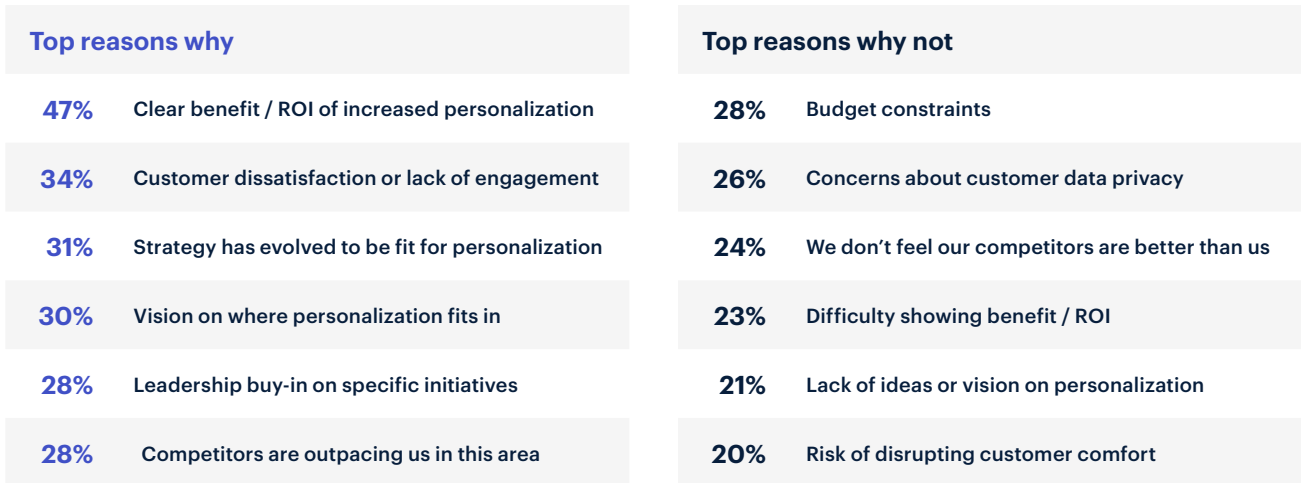 Top reasons why
47% Clear benefit / ROI of increased personalization
34% Customer dissatisfaction or lack of engagement
31% Strategy has evolved to be fit for personalization
30% Vision on where personalization fits in
28% Leadership buy-in on specific initiatives
28% Competitors are outpacing us in this area
Top reasons why not
28% Budget constraints
26% Concerns about customer data privacy
24% We don’t feel our competitors are better than us
23% Difficulty showing benefit / ROI
21% Lack of ideas or vision on personalization
20% Risk of disrupting customer comfort